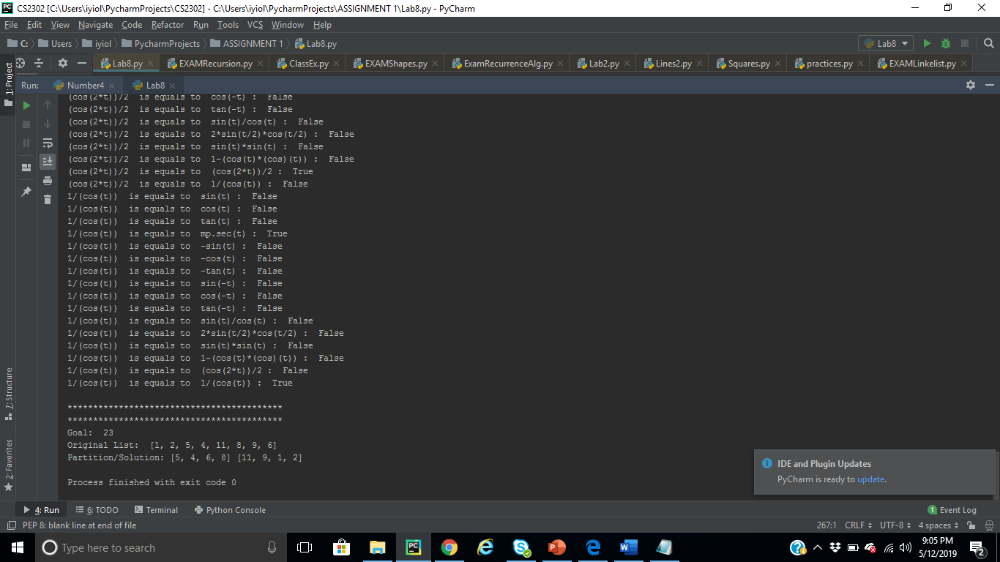 CS2302 [C:\Users\iyiol\PycharmProjects\CS2302] - C:\Users\iyiol\PycharmProjects\ASSIGNMENT 1\Lab8.py - PyCharm
File Edit View Navigate Code Refactor Run Tools VCS Window Help
C: Users iyiol PycharmProjects ASSIGNMENT 1 Lab8.py Lab8
Lab8.py EXAMRecursion.py ClassEx.py EXAMShapes.py ExamRecurrenceAlg.py Lab2.py Lines2.py Squares.py practices.py EXAMLinkelist.py
1: Project
Run: Number4 Lab8
(cos(2*t))/2  is equals to  cos(-t) :  False
(cos(2*t))/2  is equals to  tan(-t) :  False
(cos(2*t))/2  is equals to  sin(t)/cos(t) :  False
(cos(2*t))/2  is equals to  2*sin(t/2)*cos(t/2) :  False
(cos(2*t))/2  is equals to  sin(t)*sin(t) :  False
(cos(2*t))/2  is equals to  1-(cos(t)*(cos)(t)) :  False
(cos(2*t))/2  is equals to  (cos(2*t))/2 :  True
(cos(2*t))/2  is equals to  1/(cos(t)) :  False
1/(cos(t))  is equals to  sin(t) :  False
1/(cos(t))  is equals to  cos(t) :  False
1/(cos(t))  is equals to  tan(t) :  False
1/(cos(t))  is equals to  mp.sec(t) :  True
1/(cos(t))  is equals to  -sin(t) :  False
1/(cos(t))  is equals to  -cos(t) :  False
1/(cos(t))  is equals to  -tan(t) :  False
1/(cos(t))  is equals to  sin(-t) :  False
1/(cos(t))  is equals to  cos(-t) :  False
1/(cos(t))  is equals to  tan(-t) :  False
1/(cos(t))  is equals to  sin(t)/cos(t) :  False
1/(cos(t))  is equals to  2*sin(t/2)*cos(t/2) :  False
1/(cos(t))  is equals to  sin(t)*sin(t) :  False
1/(cos(t))  is equals to  1-(cos(t)*(cos)(t)) :  False
1/(cos(t))  is equals to  (cos(2*t))/2 :  False
1/(cos(t))  is equals to  1/(cos(t)) :  True
******************************************
******************************************
Goal:  23
Original List:  [1, 2, 5, 4, 11, 8, 9, 6]
Partition/Solution: [5, 4, 6, 8] [11, 9, 1, 2]
Process finished with exit code 0
7: Structure
2: Favorites
IDE and Plugin Updates
PyCharm is ready to update.
4: Run 6: TODO Terminal Python Console 1 Event Log
PEP 8: blank line at end of file 267:1 CRLF UTF-8 4 spaces
Type here to search
9:05 PM
5/12/2019
2